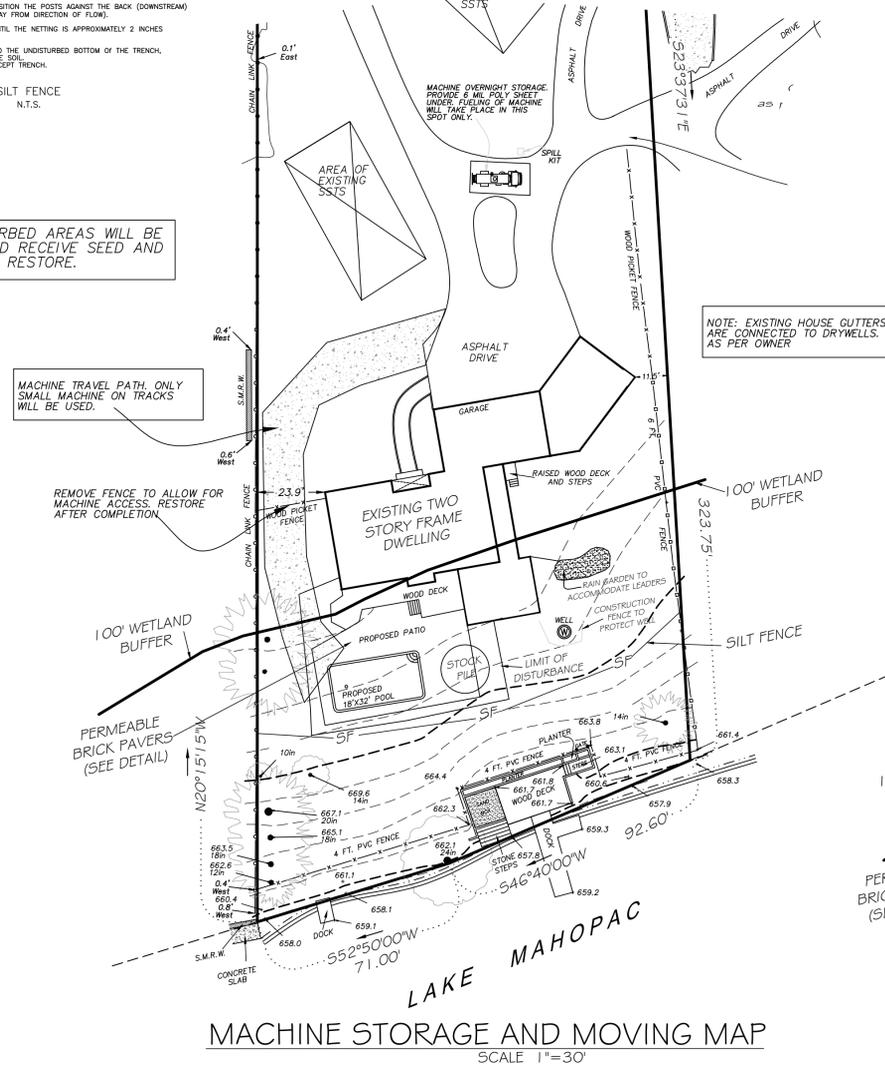 SITION THE POSTS AGAINST THE BACK (DOWNSTREAM)
AY FROM DIRECTION OF FLOW).
TIL THE NETTING IS APPROXIMATELY 2 INCHES
D THE UNDISTURBED BOTTOM OF THE TRENCH,
E SOIL.
CEPT TRENCH.
SILT FENCE
N.T.S.
SSTS
CHAIN LINK FENCE
0.1'
East
ASPHALT
DRIVE
S23°37'31"E
ASPHALT
DRIVE
as
MACHINE OVERNIGHT STORAGE.
PROVIDE 6 MIL POLY SHEET
UNDER. FUELING OF MACHINE
WILL TAKE PLACE IN THIS
SPOT ONLY.
SPILL
KIT
AREA OF
EXISTING
SSTS
RBED AREAS WILL BE
D RECEIVE SEED AND
RESTORE.
WOOD PICKET FENCE
NOTE: EXISTING HOUSE GUTTERS
ARE CONNECTED TO DRYWELLS.
AS PER OWNER
0.4'
West
S.M.R.W.
0.6'
West
ASPHALT
DRIVE
11.5'
MACHINE TRAVEL PATH. ONLY
SMALL MACHINE ON TRACKS
WILL BE USED.
GARAGE
6 FT.
PVC
FENCE
RAISED WOOD DECK
AND STEPS
REMOVE FENCE TO ALLOW FOR
MACHINE ACCESS. RESTORE
AFTER COMPLETION
CHAIN LINK FENCE
23.9'
WOOD PICKET
FENCE
EXISTING TWO
STORY FRAME
DWELLING
100' WETLAND
BUFFER
323.75'
RAIN GARDEN TO
ACCOMMODATE LEADERS
CONSTRUCTION
FENCE TO
PROTECT WELL
WELL
W
WOOD DECK
100' WETLAND
BUFFER
PROPOSED PATIO
STOCK
PILE
LIMIT OF
DISTURBANCE
SILT FENCE
SF
PROPOSED
18'X32' POOL
SF
SF
PERMEABLE
BRICK PAVERS
(SEE DETAIL)
N20°15'15"W
14in
663.8
PLANTER
GATE
663.1
STEPS
4 FT. PVC FENCE
661.4
658.3
10in
669.6
14in
664.4
4 FT. PVC FENCE
PLANTER
661.7
661.8
WOOD DECK
660.6
657.9
662.3
SAND
BOX
661.7
667.1
20in
665.1
18in
663.5
18in
662.6
12in
4 FT. PVC FENCE
662.1
24in
659.3
92.60'
DOCK
STONE
STEPS
657.8
S46°40'00"W
659.2
0.4'
West
660.4
0.8'
West
661.1
658.1
659.1
DOCK
658.0
S52°50'00"W
71.00'
S.M.R.W.
CONCRETE
SLAB
LAKE MAHOPAC
PER
BRIC
(S
MACHINE STORAGE AND MOVING MAP
SCALE 1"=30'